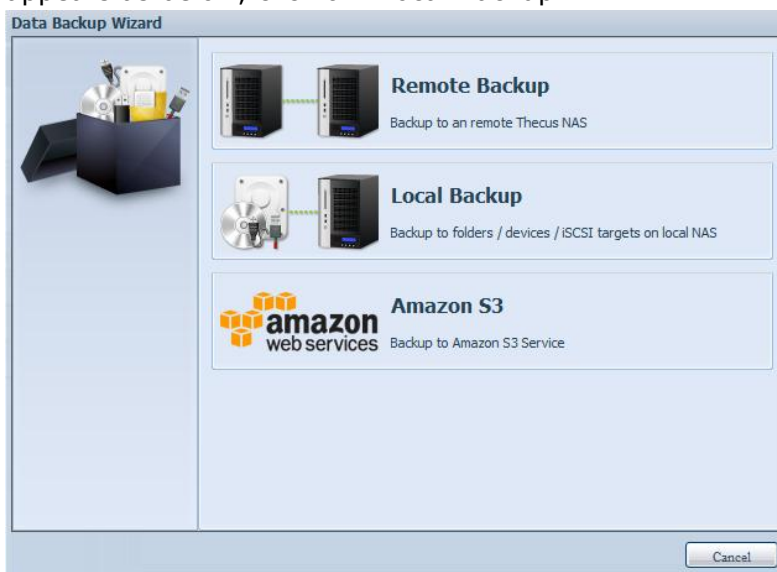 Data Backup Wizard
Remote Backup
Backup to an remote Thecus NAS
Local Backup
Backup to folders / devices / iSCSI targets on local NAS
amazon
web services
Amazon S3
Backup to Amazon S3 Service
Cancel